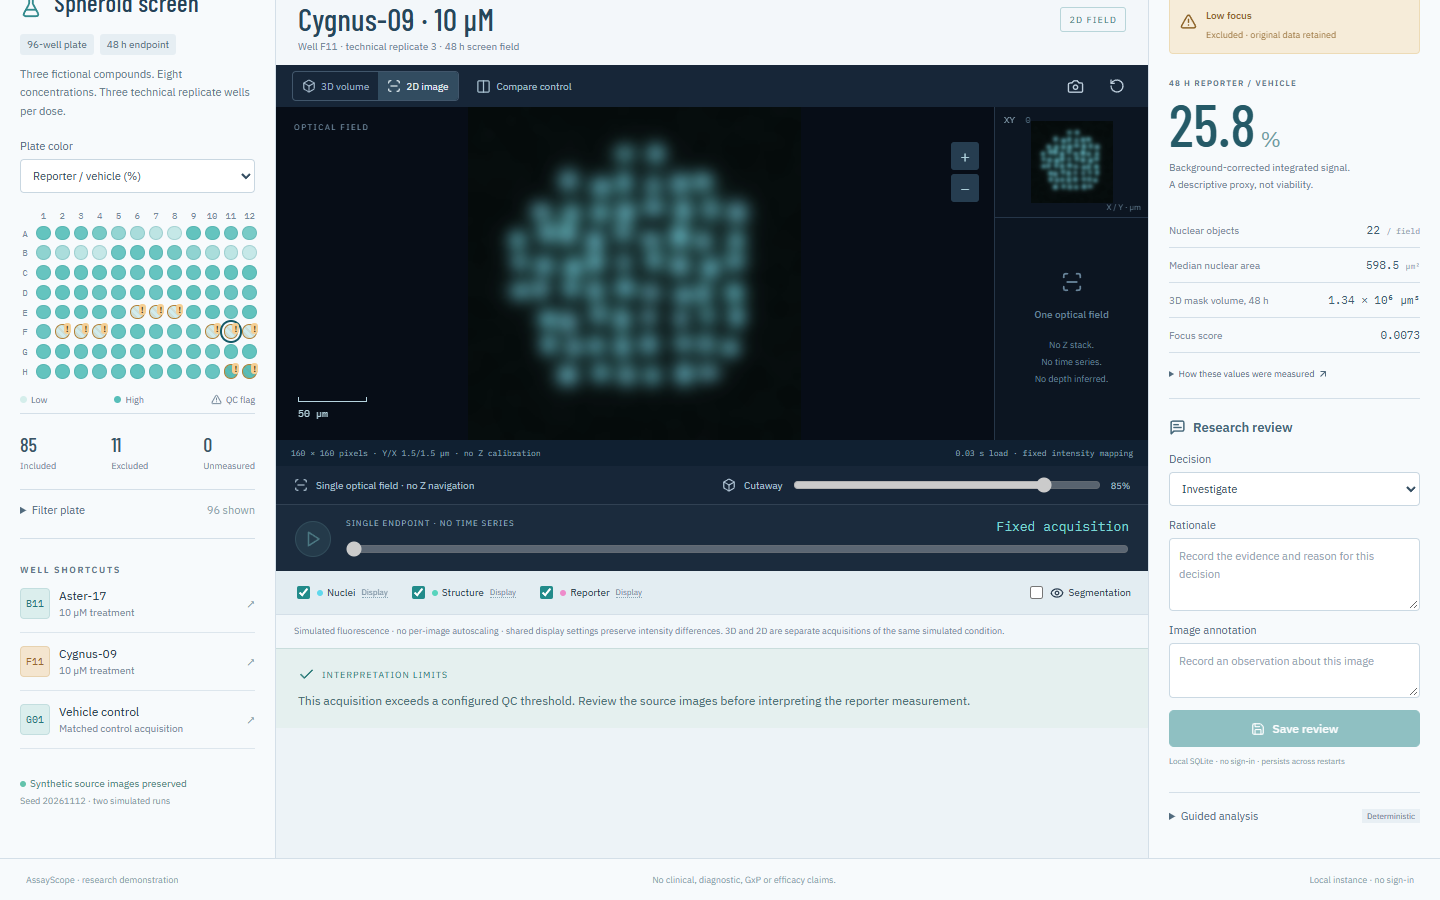 Spheroid screen
96-well plate
48 h endpoint
Three fictional compounds. Eight
concentrations. Three technical replicate wells
per dose.
Plate color
Reporter / vehicle (%)
1 2 3 4 5 6 7 8 9 10 11 12
A
B
C
D
E
F
G
H
Low
High
QC flag
85
Included
11
Excluded
0
Unmeasured
Filter plate
96 shown
WELL SHORTCUTS
B11
Aster-17
10 µM treatment
F11
Cygnus-09
10 µM treatment
G01
Vehicle control
Matched control acquisition
Synthetic source images preserved
Seed 20261112 · two simulated runs
Cygnus-09 · 10 µM
Well F11 · technical replicate 3 · 48 h screen field
2D FIELD
3D volume
2D image
Compare control
OPTICAL FIELD
+
−
50 µm
XY 0
X / Y · µm
One optical field
No Z stack.
No time series.
No depth inferred.
160 × 160 pixels · Y/X 1.5/1.5 µm · no Z calibration
0.03 s load · fixed intensity mapping
Single optical field · no Z navigation
Cutaway
85%
SINGLE ENDPOINT · NO TIME SERIES
Fixed acquisition
Nuclei Display
Structure Display
Reporter Display
Segmentation
Simulated fluorescence · no per-image autoscaling · shared display settings preserve intensity differences. 3D and 2D are separate acquisitions of the same simulated condition.
INTERPRETATION LIMITS
This acquisition exceeds a configured QC threshold. Review the source images before interpreting the reporter measurement.
Low focus
Excluded · original data retained
48 H REPORTER / VEHICLE
25.8 %
Background-corrected integrated signal.
A descriptive proxy, not viability.
Nuclear objects
22 / field
Median nuclear area
598.5 µm²
3D mask volume, 48 h
1.34 × 10⁶ µm³
Focus score
0.0073
How these values were measured
Research review
Decision
Investigate
Rationale
Record the evidence and reason for this
decision
Image annotation
Record an observation about this image
Save review
Local SQLite · no sign-in · persists across restarts
Guided analysis
Deterministic
AssayScope · research demonstration
No clinical, diagnostic, GxP or efficacy claims.
Local instance · no sign-in